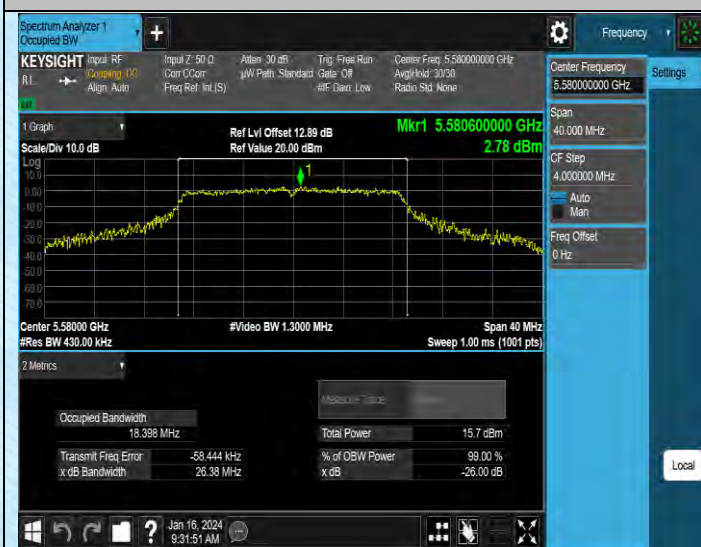 Spectrum Analyzer 1
Occupied BW
+
Frequency
KEYSIGHT
RL
Input: RF
Coupling: DC
Align: Auto
Input Z: 50 Ω
Corr CCorr
Freq Ref: Int (S)
Atten: 30 dB
µW Path: Standard
Trig: Free Run
Gate: Off
#IF Gain: Low
Center Freq: 5.580000000 GHz
Avg|Hold: 30/30
Radio Std: None
Center Frequency
5.580000000 GHz
Settings
Span
40.000 MHz
CF Step
4.000000 MHz
Auto
Man
Freq Offset
0 Hz
1 Graph
Scale/Div 10.0 dB
Ref Lvl Offset 12.89 dB
Ref Value 20.00 dBm
Mkr1 5.580600000 GHz
2.78 dBm
Log
10.0
0.00
-10.0
-20.0
-30.0
-40.0
-50.0
-60.0
-70.0
1
Center 5.58000 GHz
#Video BW 1.3000 MHz
Span 40 MHz
#Res BW 430.00 kHz
Sweep 1.00 ms (1001 pts)
2 Metrics
Measure Trace
Occupied Bandwidth
18.398 MHz
Total Power 15.7 dBm
Transmit Freq Error -58.444 kHz
% of OBW Power 99.00 %
x dB Bandwidth 26.38 MHz
x dB -26.00 dB
Local
?
Jan 16, 2024
9:31:51 AM